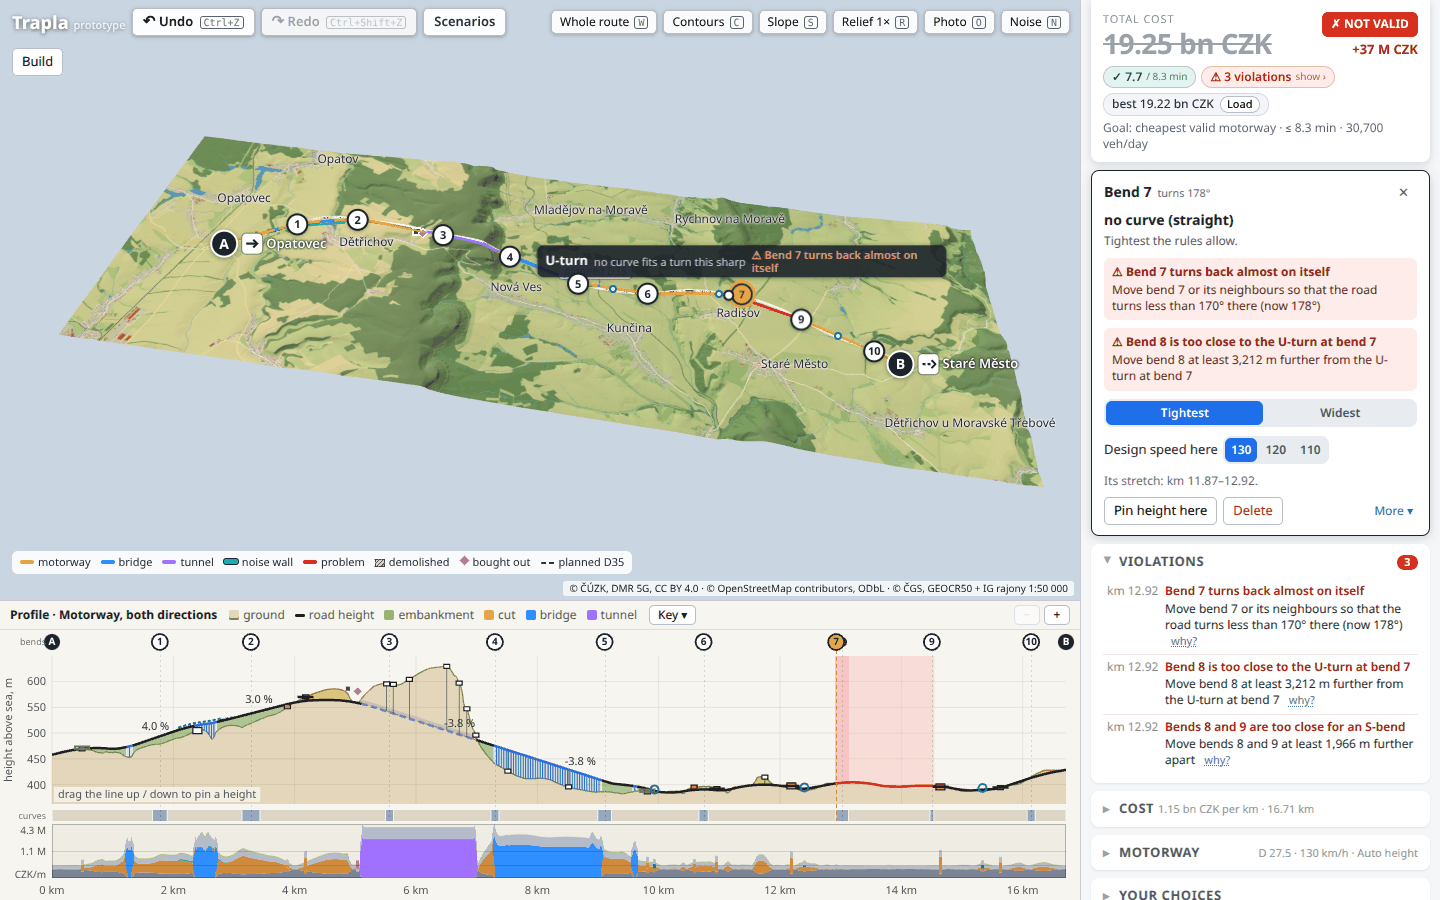 Trapla prototype
↶ Undo Ctrl+Z
↷ Redo Ctrl+Shift+Z
Scenarios
Whole route W
Contours C
Slope S
Relief 1× R
Photo O
Noise N
Build
Opatov
Opatovec
1
2
A
→
Opatovec
Dětřichov
3
4
Mladějov na Moravě
Rychnov na Moravě
U-turn no curve fits a turn this sharp ⚠ Bend 7 turns back almost on itself
Nová Ves
5
6
7
Radišov
Kunčina
9
Staré Město
10
B
Staré Město
Dětřichov u Moravské Třebové
motorway
bridge
tunnel
noise wall
problem
demolished
bought out
planned D35
© ČÚZK, DMR 5G, CC BY 4.0 · © OpenStreetMap contributors, ODbL · © ČGS, GEOCR50 + IG rajony 1:50 000
Profile · Motorway, both directions
ground
road height
embankment
cut
bridge
tunnel
Key ▾
−
+
bends
A
1
2
3
4
5
6
7
9
10
B
height above sea, m
600
550
500
450
400
4.0 %
3.0 %
-3.8 %
-3.8 %
drag the line up / down to pin a height
curves
4.3 M
1.1 M
CZK/m
0 km
2 km
4 km
6 km
8 km
10 km
12 km
14 km
16 km
TOTAL COST
✗ NOT VALID
19.25 bn CZK
+37 M CZK
✓ 7.7 / 8.3 min
⚠ 3 violations show ›
best 19.22 bn CZK Load
Goal: cheapest valid motorway · ≤ 8.3 min · 30,700
veh/day
Bend 7 turns 178°
×
no curve (straight)
Tightest the rules allow.
⚠ Bend 7 turns back almost on itself
Move bend 7 or its neighbours so that the road
turns less than 170° there (now 178°)
⚠ Bend 8 is too close to the U-turn at bend 7
Move bend 8 at least 3,212 m further from the U-
turn at bend 7
Tightest
Widest
Design speed here 130 120 110
Its stretch: km 11.87–12.92.
Pin height here
Delete
More ▾
▼ VIOLATIONS 3
km 12.92 Bend 7 turns back almost on itself
Move bend 7 or its neighbours so that the
road turns less than 170° there (now 178°)
why?
km 12.92 Bend 8 is too close to the U-turn at bend 7
Move bend 8 at least 3,212 m further from
the U-turn at bend 7 why?
km 12.92 Bends 8 and 9 are too close for an S-bend
Move bends 8 and 9 at least 1,966 m further
apart why?
▶ COST 1.15 bn CZK per km · 16.71 km
▶ MOTORWAY D 27.5 · 130 km/h · Auto height
▶ YOUR CHOICES